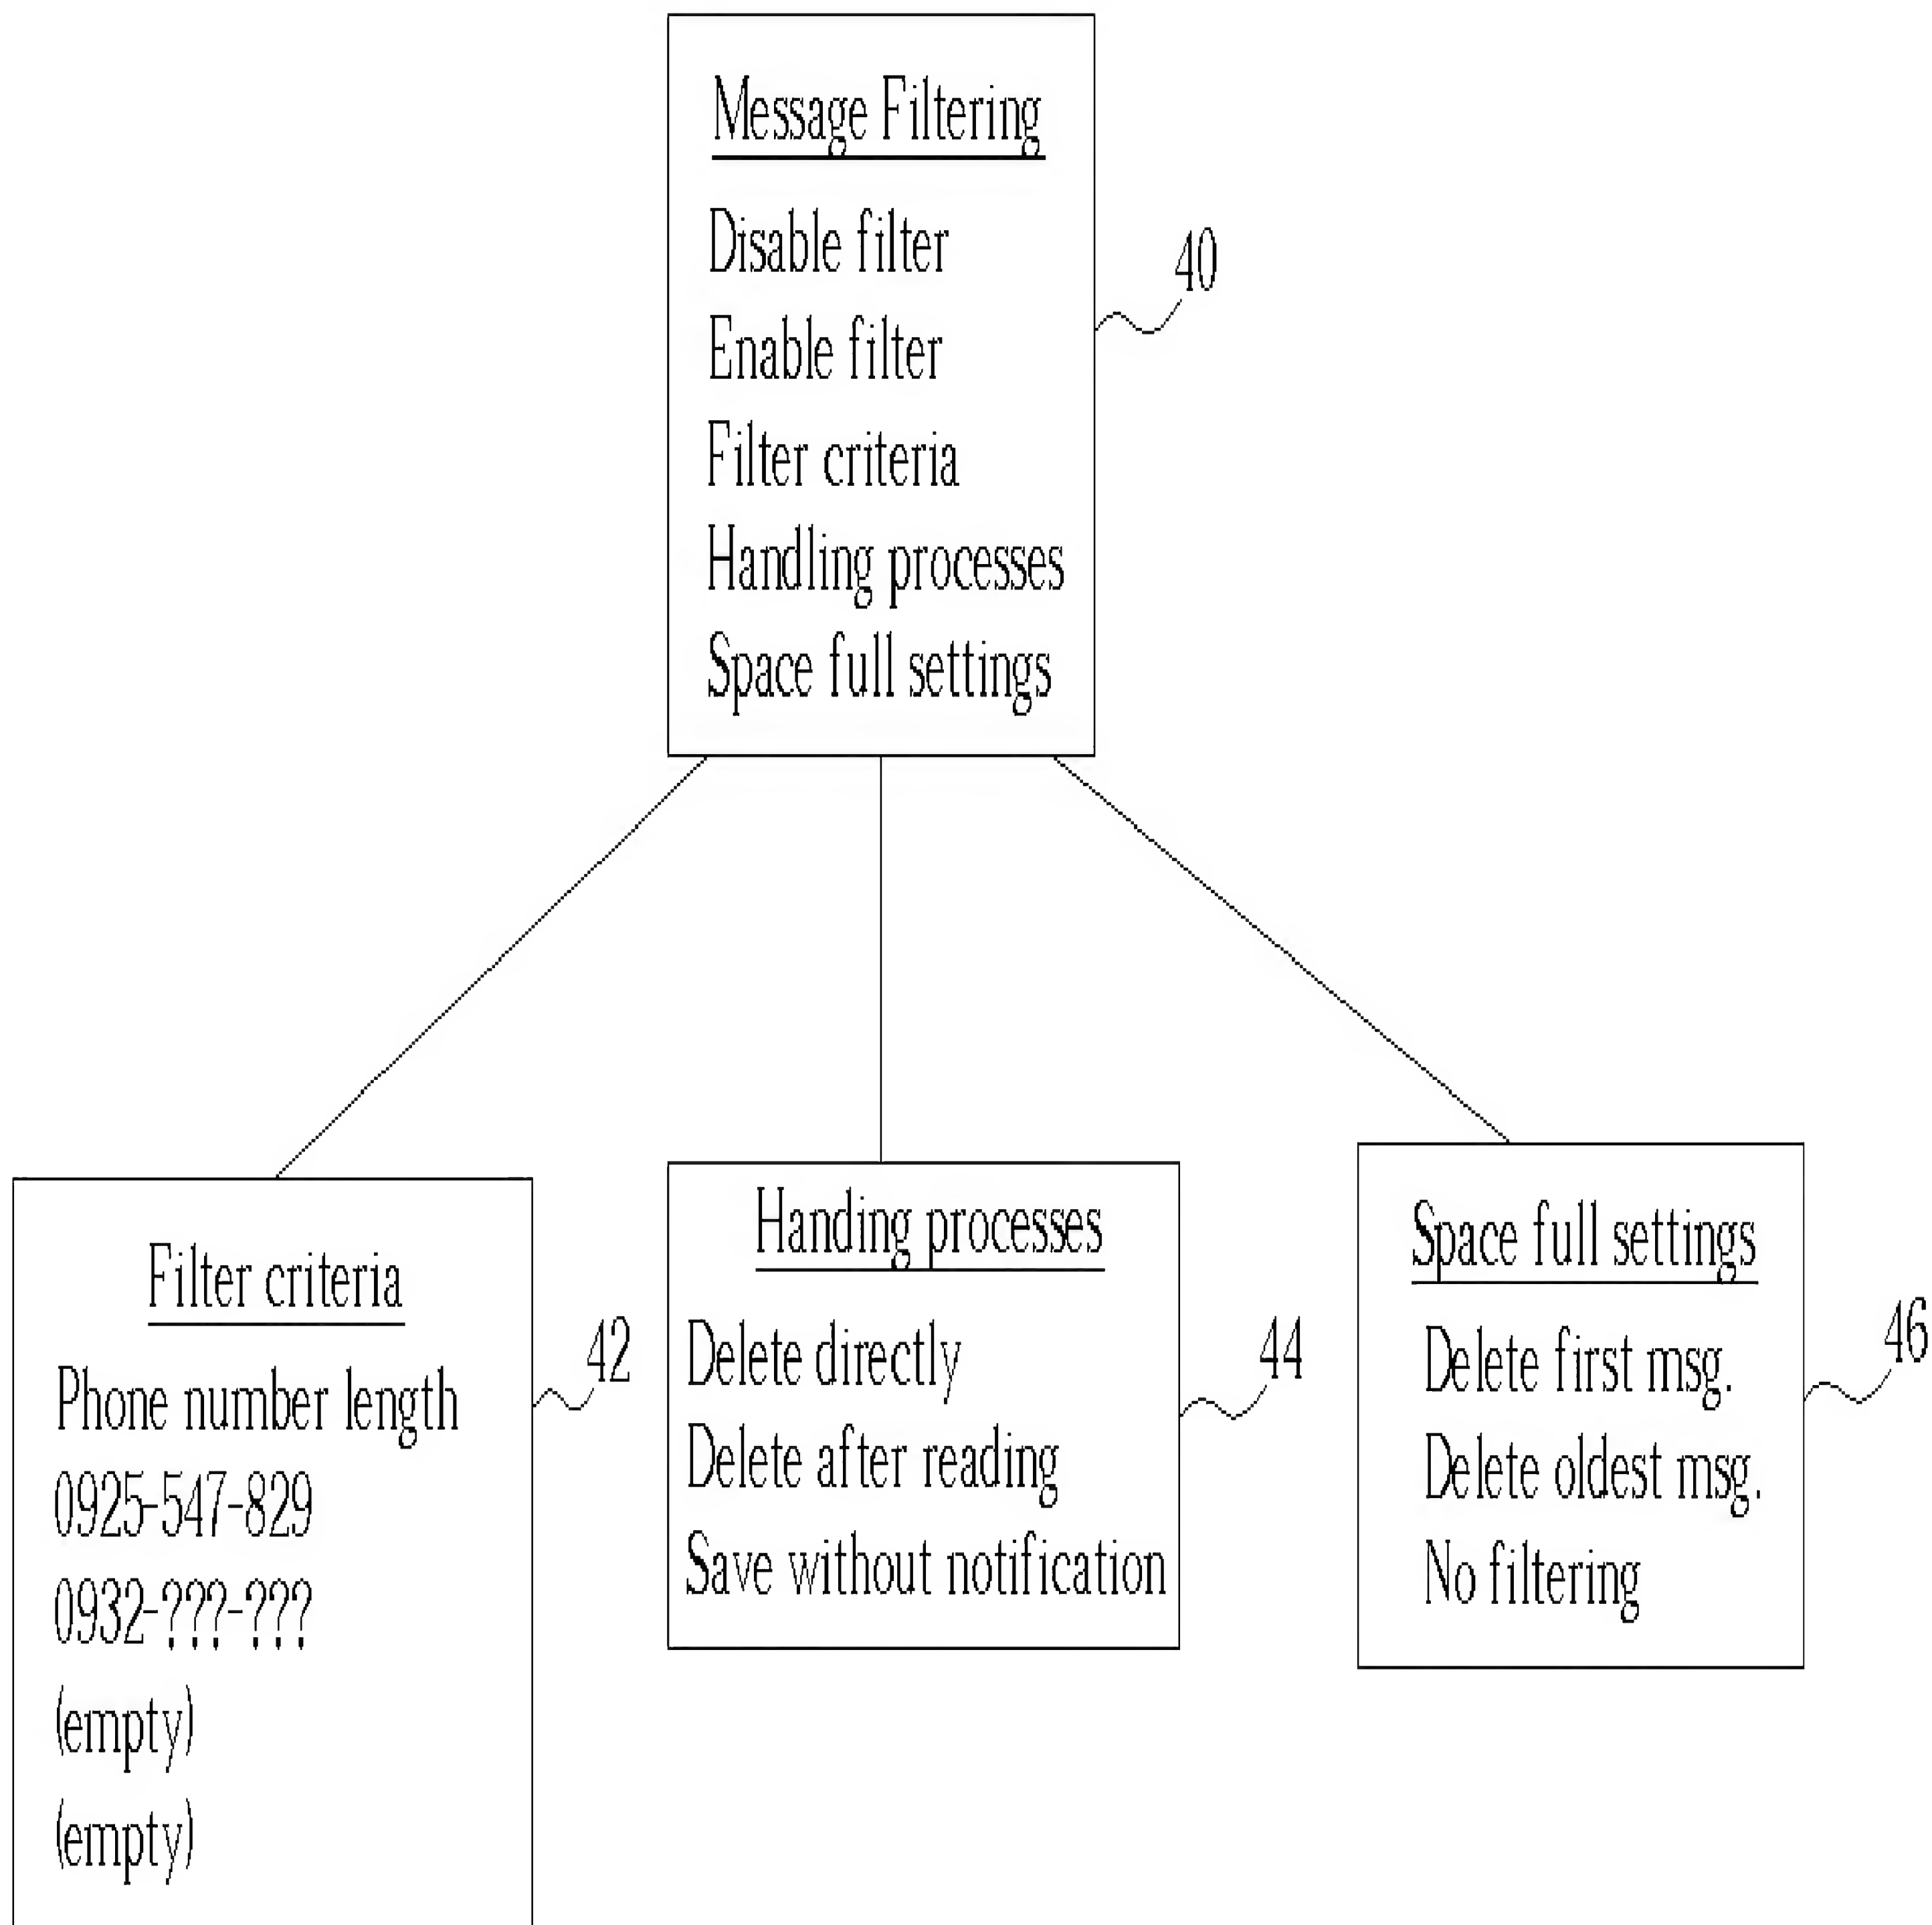 Message Filtering
Disable filter
Enable filter
Filter criteria
Handling processes
Space full settings
40
Filter criteria
Phone number length
0925-547-829
0932-???-???
(empty)
(empty)
42
Handing processes
Delete directly
Delete after reading
Save without notification
44
Space full settings
Delete first msg.
Delete oldest msg.
No filtering
46